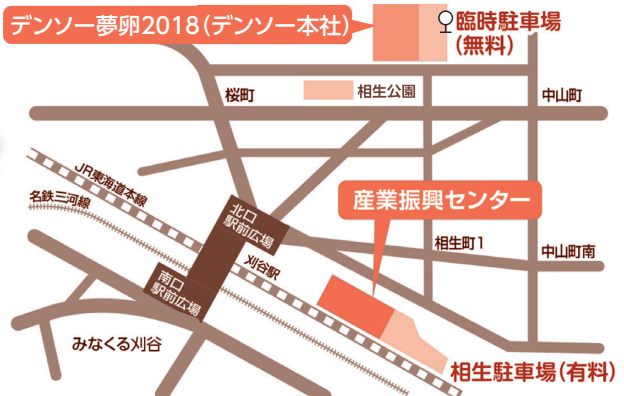 デンソー夢卵2018（デンソー本社）
臨時駐車場
（無料）
桜町
相生公園
中山町
JR東海道本線
名鉄三河線
北口
駅前広場
産業振興センター
刈谷駅
相生町1
中山町南
南口
駅前広場
みなくる刈谷
相生駐車場（有料）